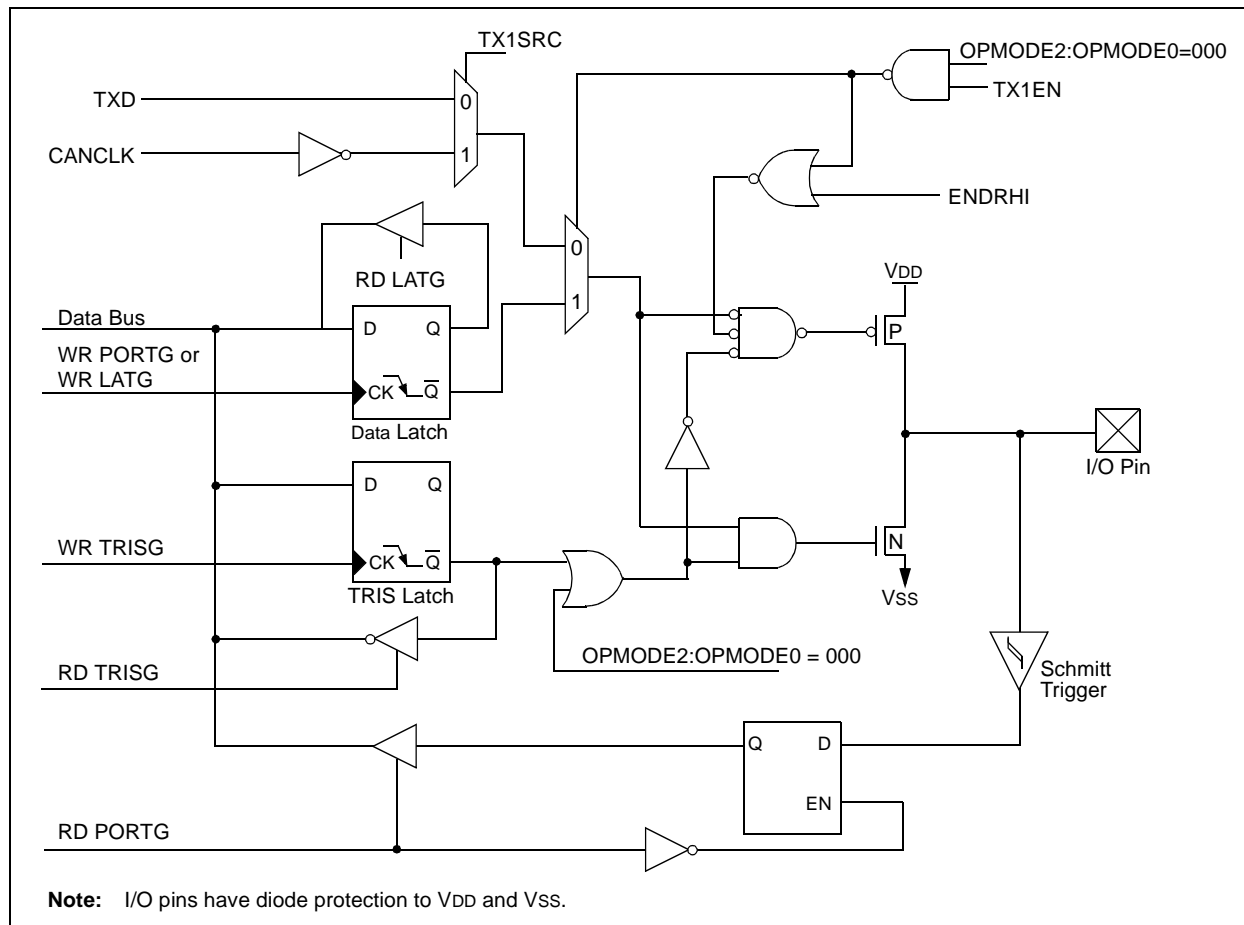 TX1SRC
OPMODE2:OPMODE0=000
TXD
0
TX1EN
CANCLK
1
ENDRHI
0
RD LATG
VDD
1
Data Bus
D
Q
P
WR PORTG or
WR LATG
CK
Q̅
Data Latch
I/O Pin
D
Q
WR TRISG
CK
Q̅
N
TRIS Latch
VSS
OPMODE2:OPMODE0 = 000
RD TRISG
Schmitt
Trigger
Q
D
EN
RD PORTG
Note: I/O pins have diode protection to VDD and VSS.